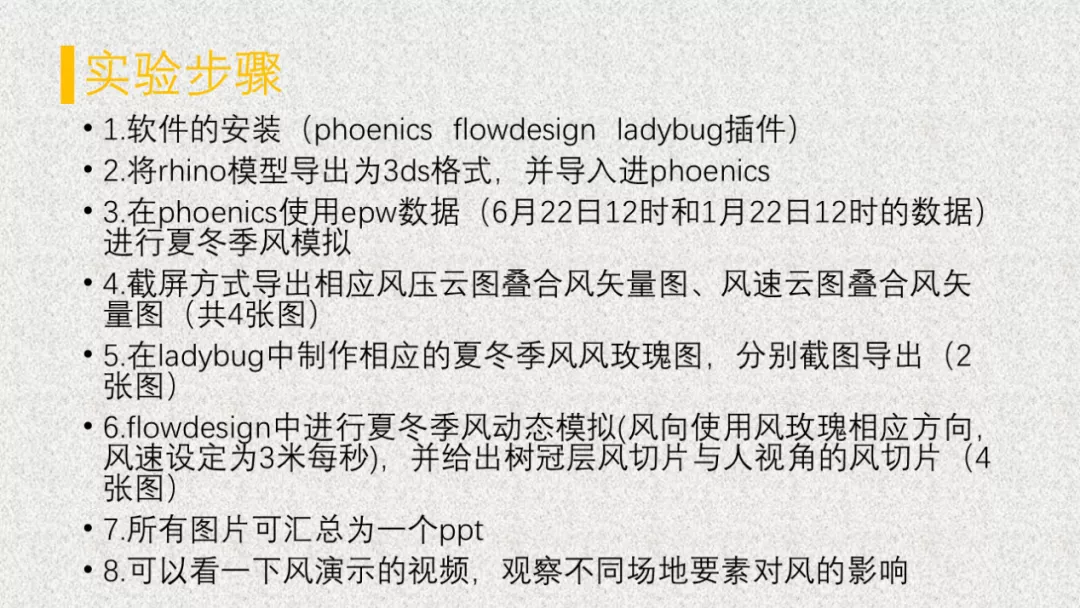 实验步骤
• 1.软件的安装（phoenics flowdesign ladybug插件）
• 2.将rhino模型导出为3ds格式，并导入进phoenics
• 3.在phoenics使用epw数据（6月22日12时和1月22日12时的数据）
进行夏冬季风模拟
• 4.截屏方式导出相应风压云图叠合风矢量图、风速云图叠合风矢
量图（共4张图）
• 5.在ladybug中制作相应的夏冬季风风玫瑰图，分别截图导出（2
张图）
• 6.flowdesign中进行夏冬季风动态模拟(风向使用风玫瑰相应方向，
风速设定为3米每秒)，并给出树冠层风切片与人视角的风切片（4
张图）
• 7.所有图片可汇总为一个ppt
• 8.可以看一下风演示的视频，观察不同场地要素对风的影响